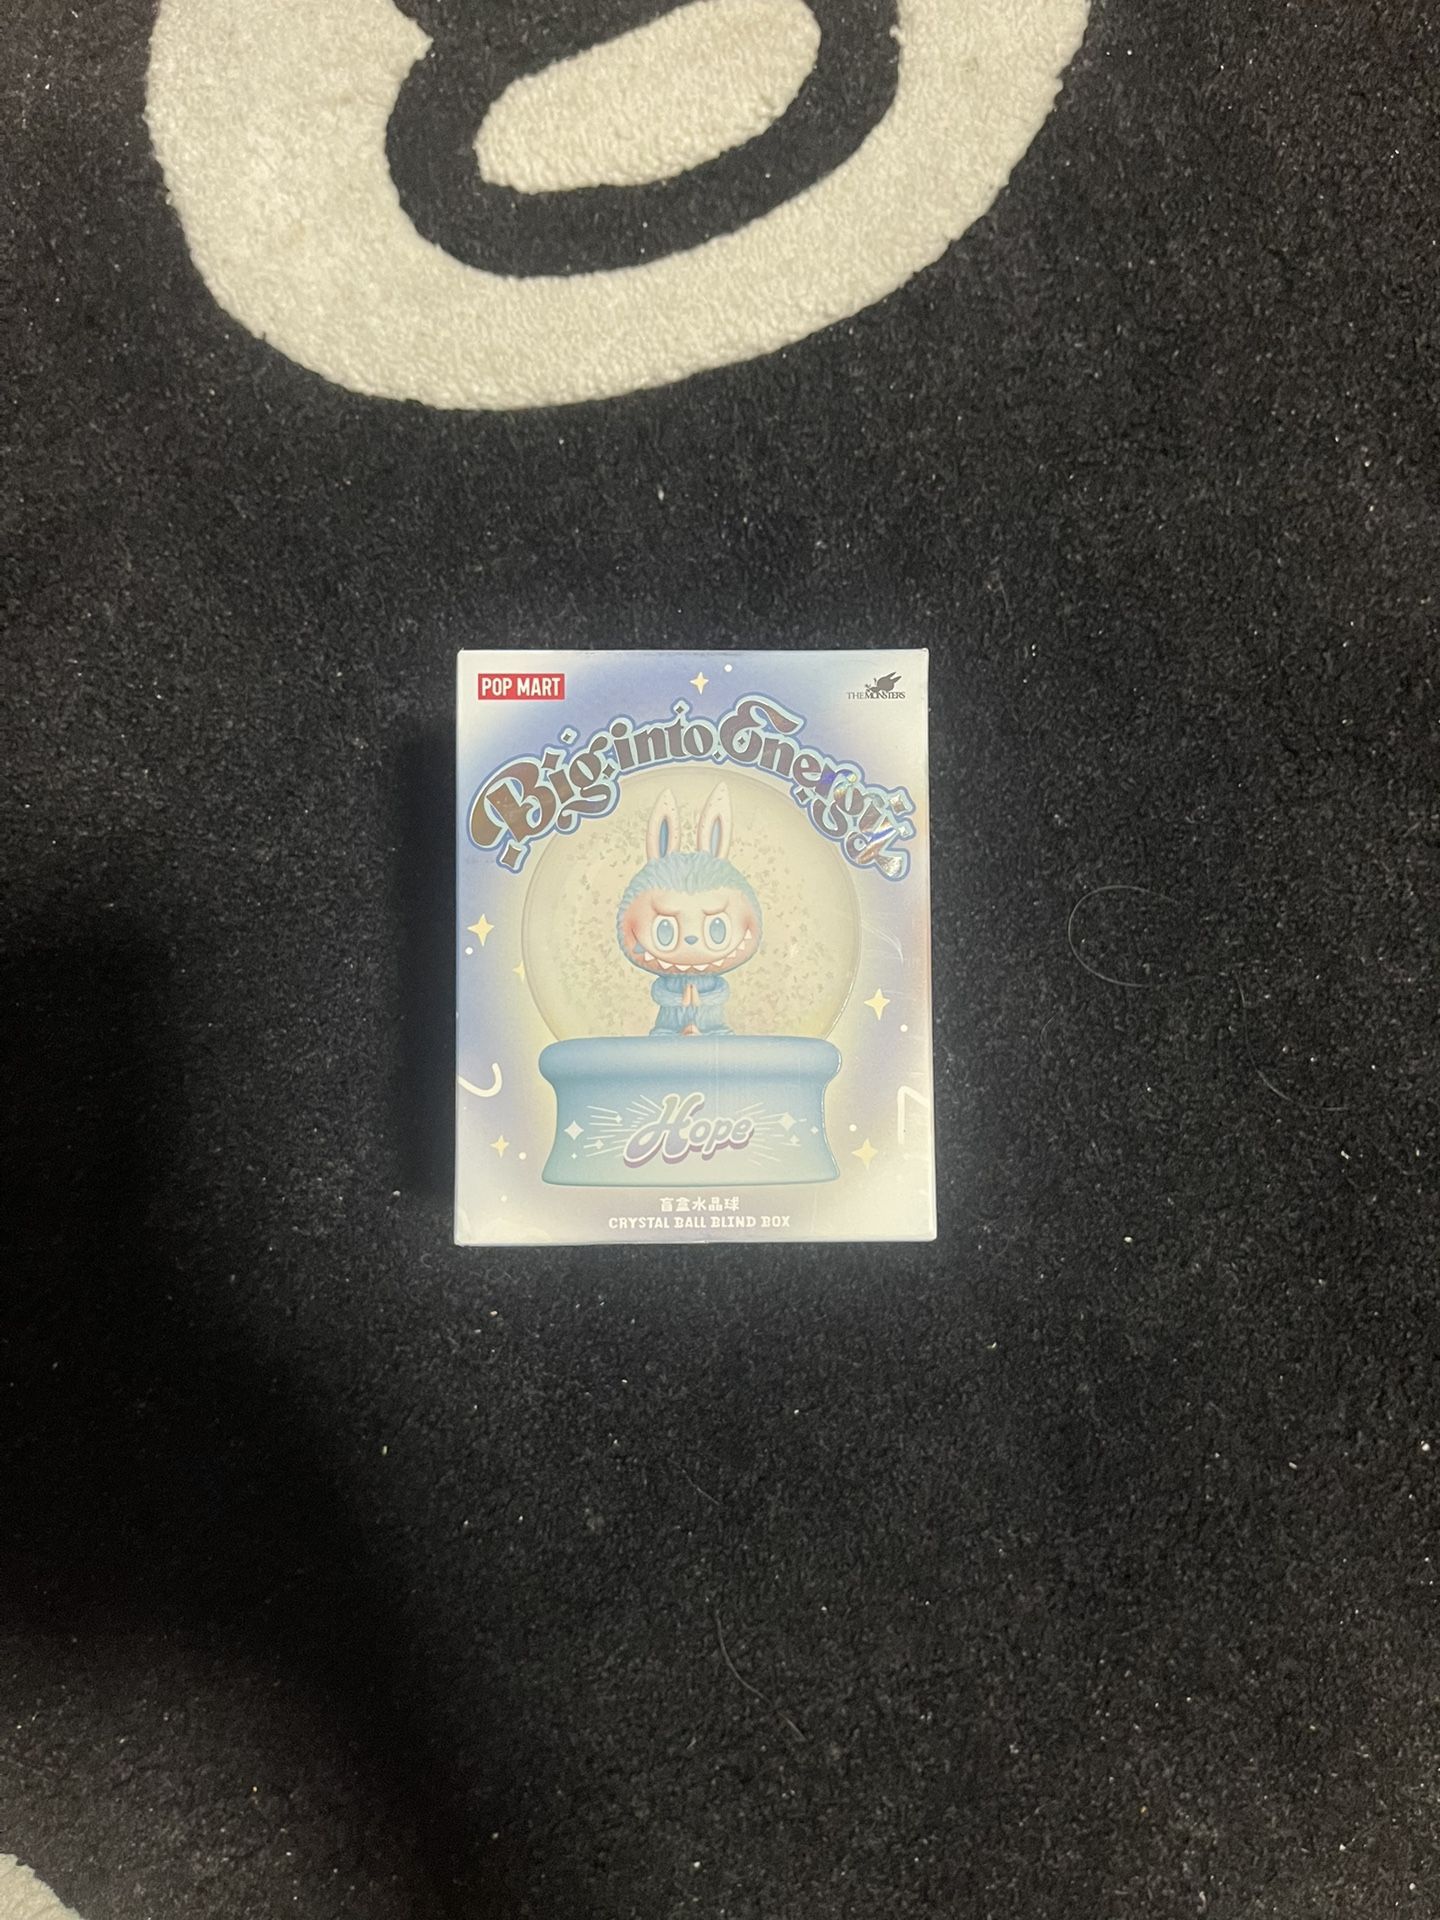 POP MART
THE MONSTERS
Big into Energy
Hope
盲盒水晶球
CRYSTAL BALL BLIND BOX